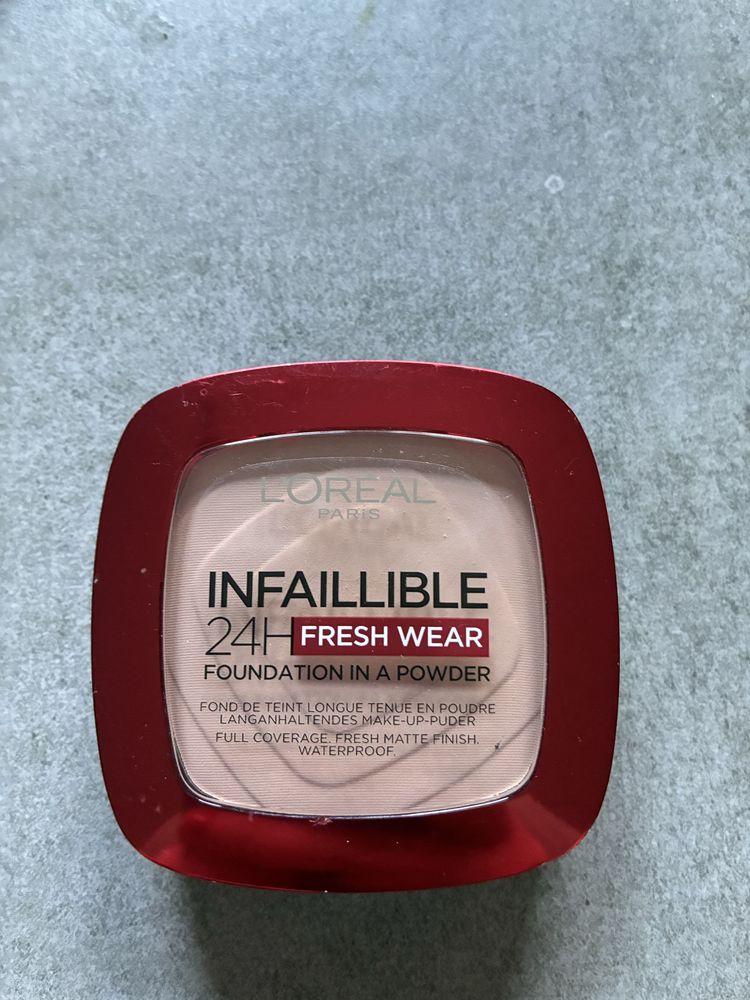 L'ORÉAL
PARIS
INFAILLIBLE
24H FRESH WEAR
FOUNDATION IN A POWDER
FOND DE TEINT LONGUE TENUE EN POUDRE
LANGANHALTENDES MAKE-UP-PUDER
FULL COVERAGE. FRESH MATTE FINISH.
WATERPROOF.